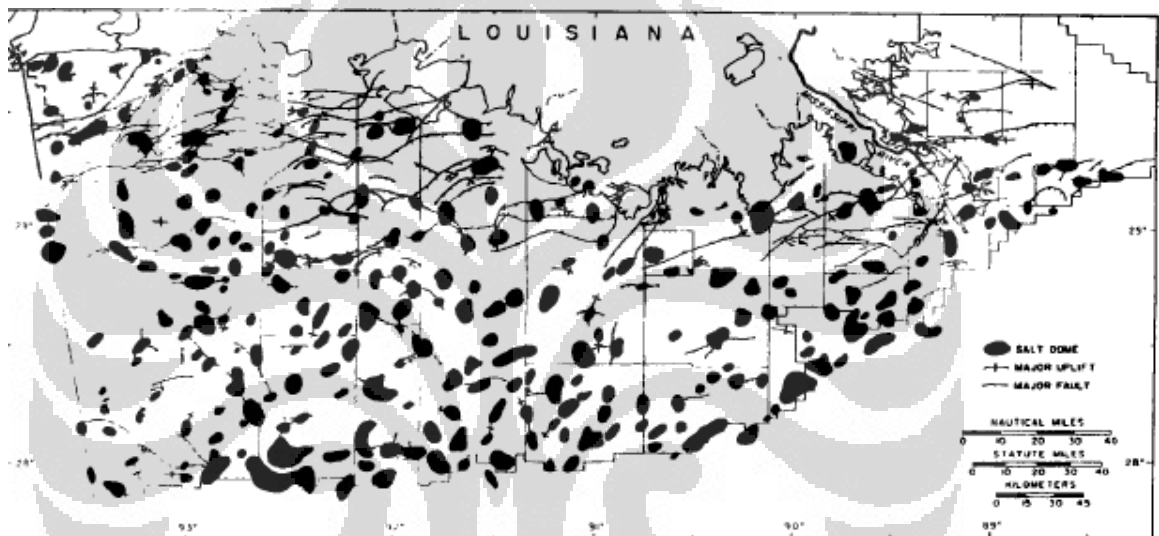 LOUISIANA
MISSISSIPPI
RIVER
29°
29°
SALT DOME
MAJOR UPLIFT
MAJOR FAULT
NAUTICAL MILES
0 10 20 30 40
STATUTE MILES
0 10 20 30 40
KILOMETERS
0 15 30 45
28°
28°
93°
92°
91°
90°
89°